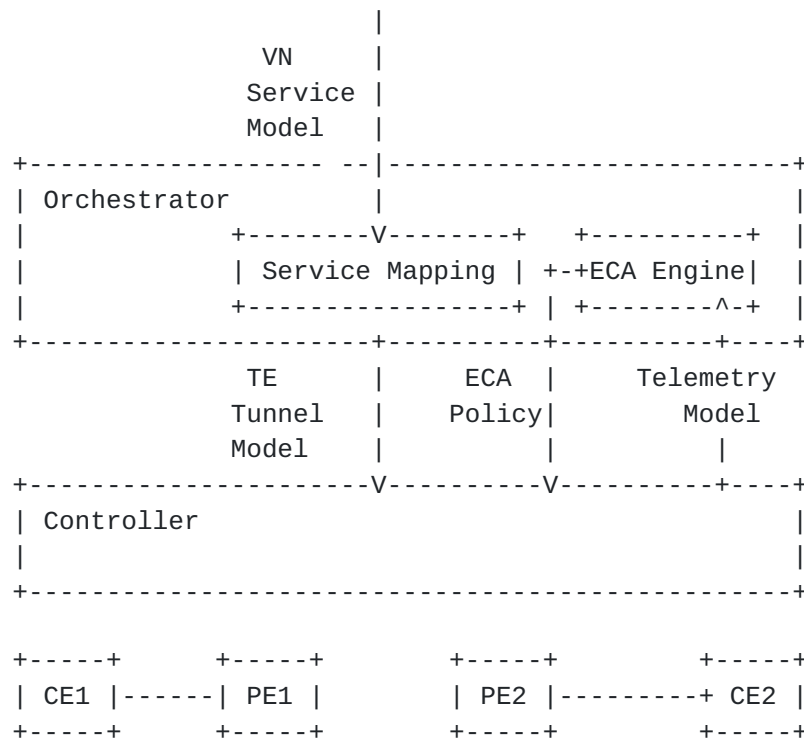 |
                VN     |
               Service |
               Model   |
+------------------- --|--------------------------+
| Orchestrator         |                          |
|             +--------V--------+   +----------+  |
|             | Service Mapping | +-+ECA Engine|  |
|             +-----------------+ | +--------^-+  |
+----------------------+----------+----------+----+
               TE      |     ECA  |     Telemetry
              Tunnel   |    Policy|        Model
              Model    |          |          |
+----------------------V----------V----------+----+
| Controller                                      |
|                                                 |
+-------------------------------------------------+
+-----+      +-----+        +-----+         +-----+
| CE1 |------| PE1 |        | PE2 |---------+ CE2 |
+-----+      +-----+        +-----+         +-----+